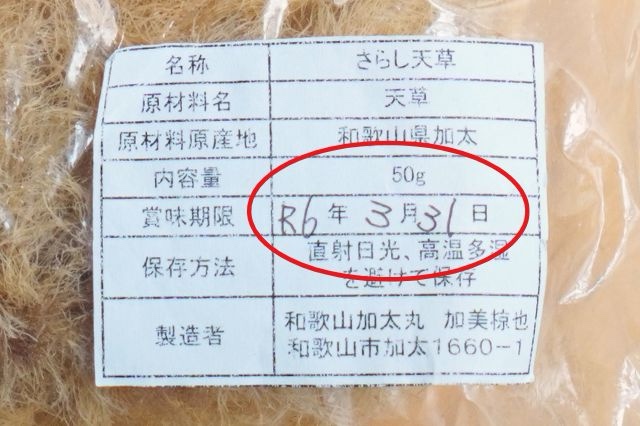 名称 さらし天草
原材料名 天草
原材料原産地 和歌山県加太
内容量 50g
賞味期限 R6年 3月31日
保存方法 直射日光、高温多湿
を避けて保存
製造者 和歌山加太丸 加美椋也
和歌山市加太1660-1